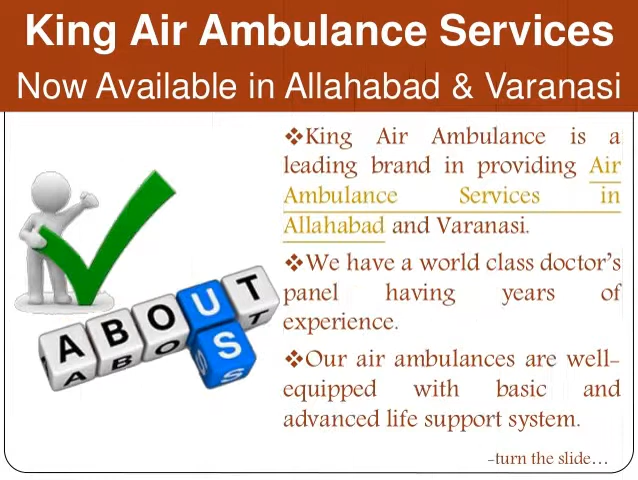 King Air Ambulance Services
Now Available in Allahabad & Varanasi
❖King Air Ambulance is a
leading brand in providing Air
Ambulance Services in
Allahabad and Varanasi.
❖We have a world class doctor's
panel having years of
experience.
❖Our air ambulances are well-
equipped with basic and
advanced life support system.
-turn the slide…
ABOUT
US